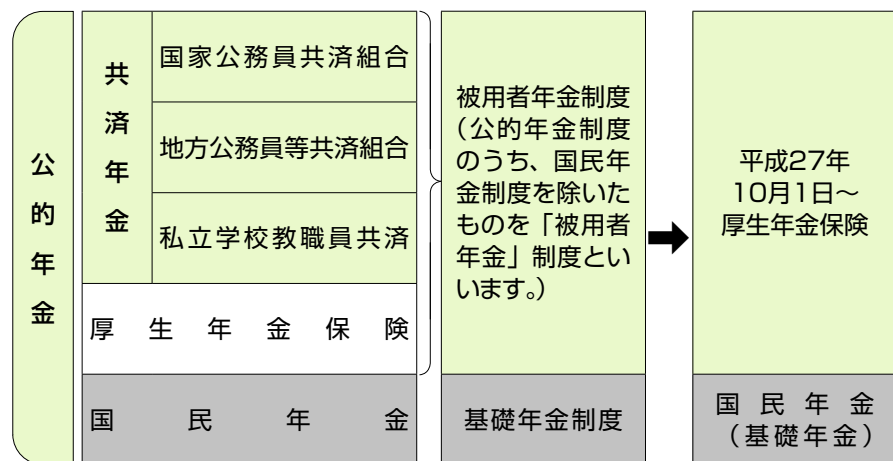 公的年金
共済年金
国家公務員共済組合
地方公務員等共済組合
私立学校教職員共済
厚生年金保険
国民年金
被用者年金制度
（公的年金制度
のうち、国民年
金制度を除いた
ものを「被用者
年金」制度とい
います。）
基礎年金制度
平成27年
10月1日～
厚生年金保険
国民年金
（基礎年金）